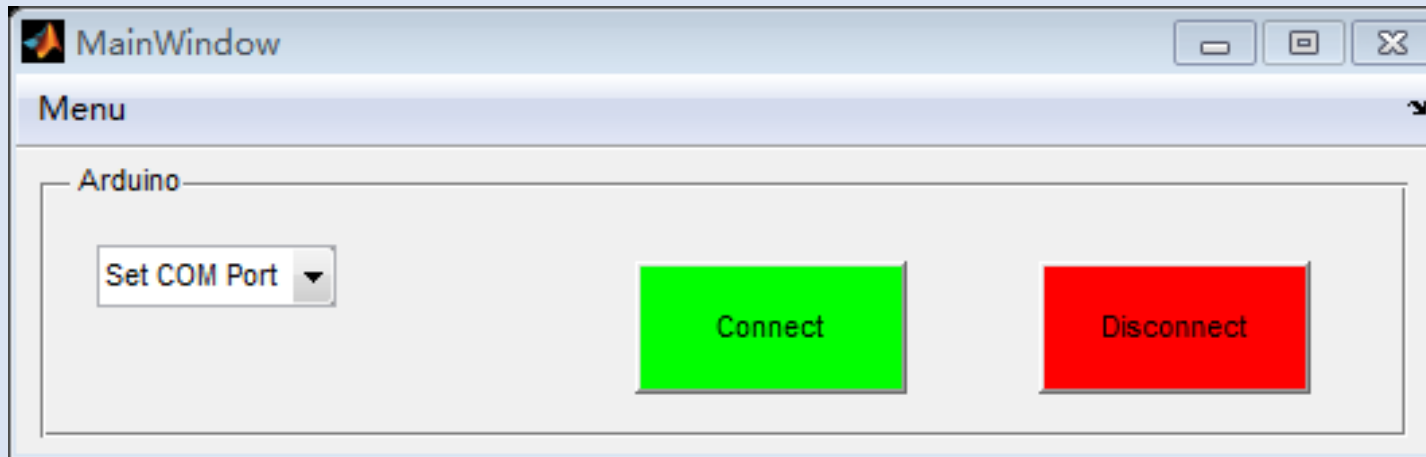 MainWindow
Menu
Arduino
Set COM Port
Connect
Disconnect